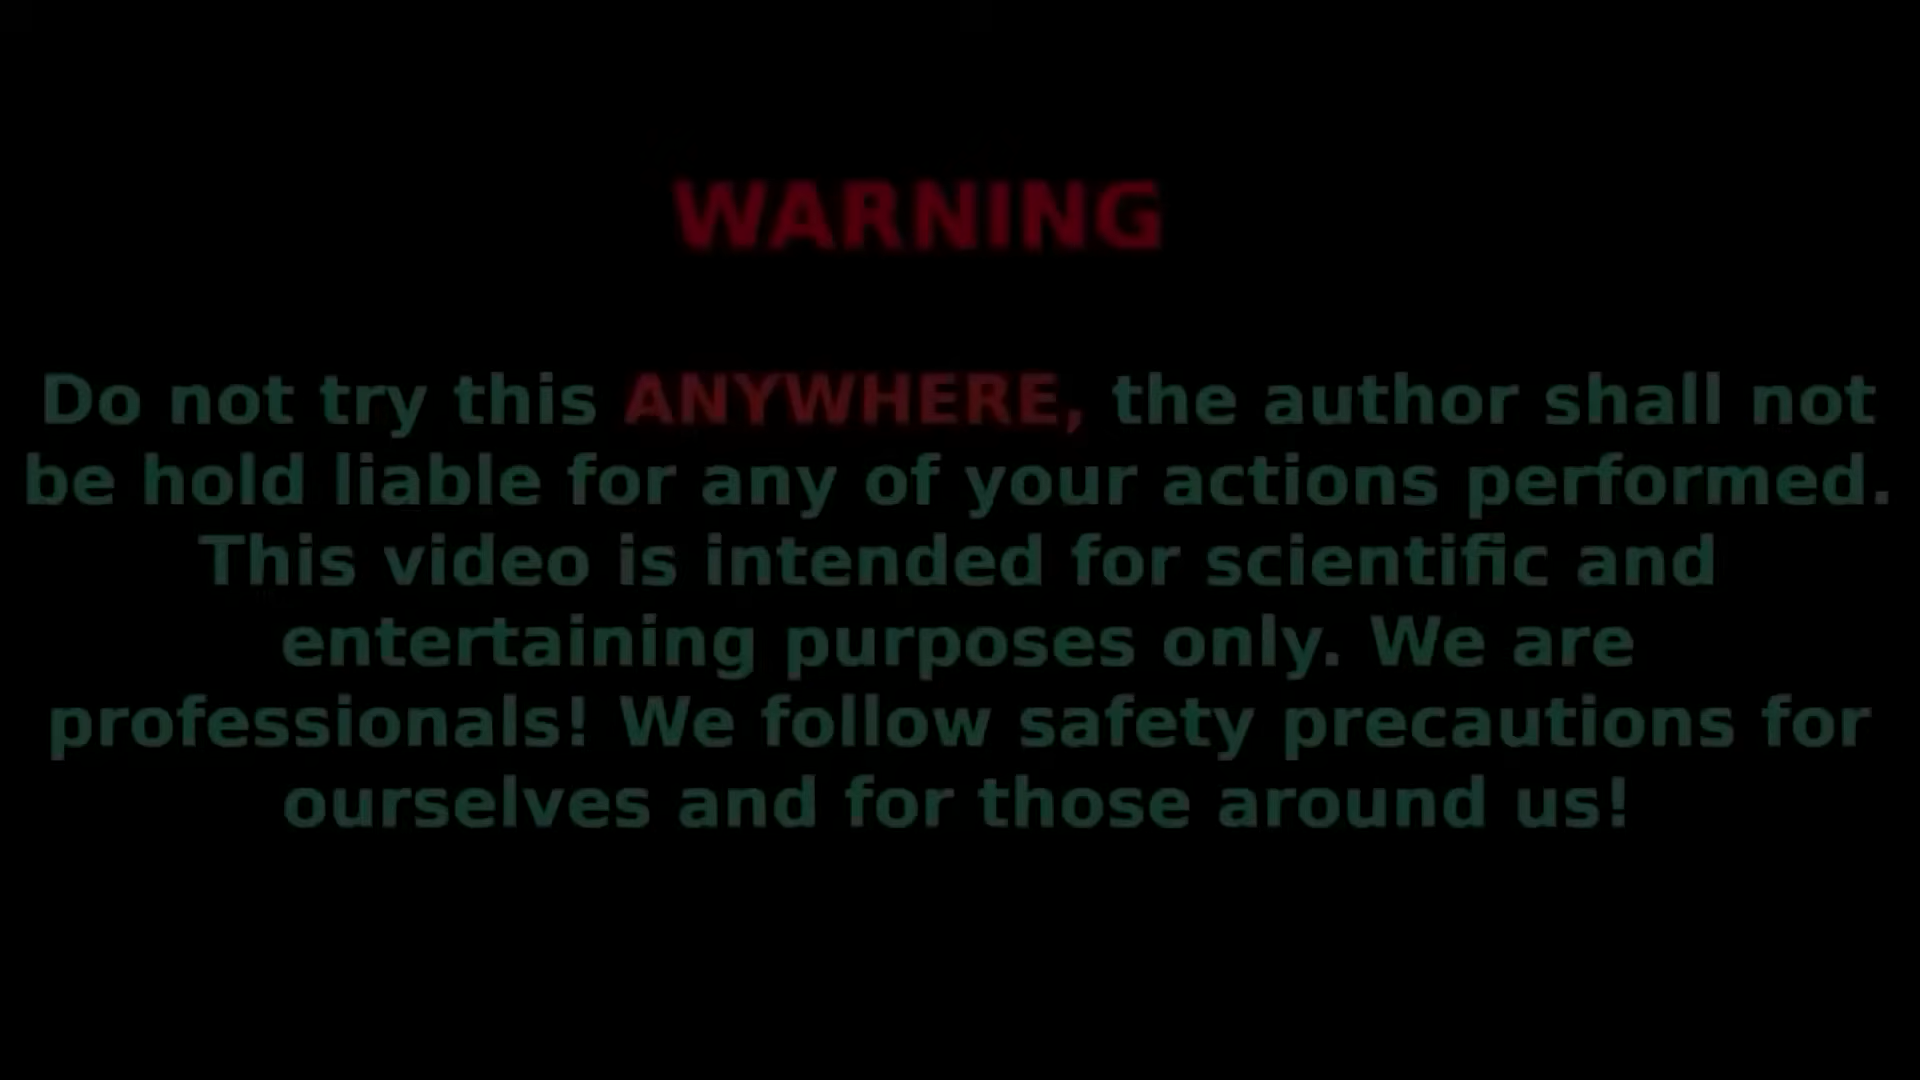 WARNING
Do not try this ANYWHERE, the author shall not
be hold liable for any of your actions performed.
This video is intended for scientific and
entertaining purposes only. We are
professionals! We follow safety precautions for
ourselves and for those around us!